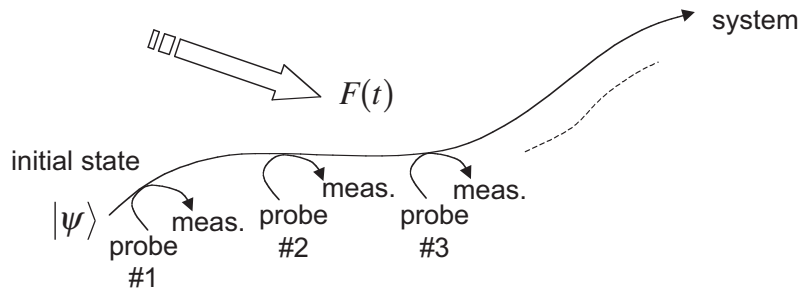 system
F(t)
initial state
|ψ⟩
meas.
probe
#1
meas.
probe
#2
meas.
probe
#3